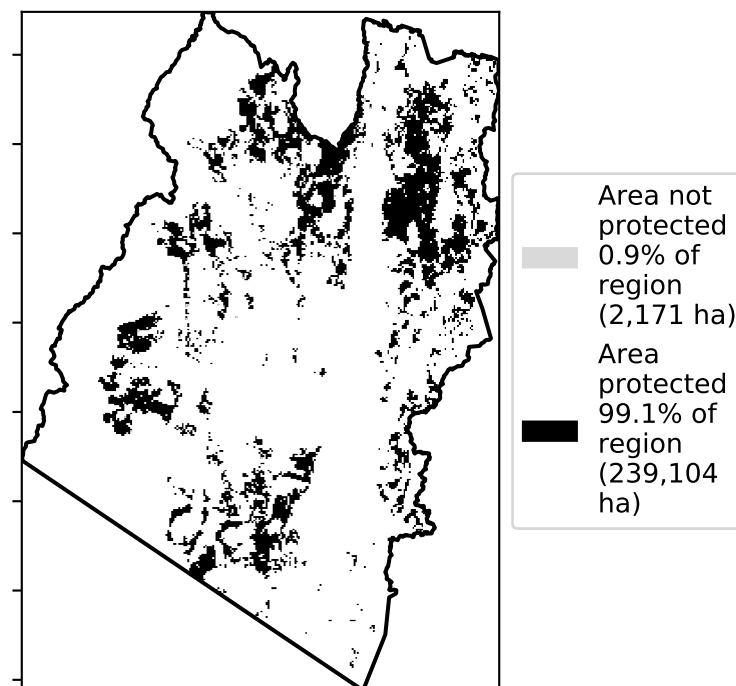 Area not
protected
0.9% of
region
(2,171 ha)
Area
protected
99.1% of
region
(239,104
ha)